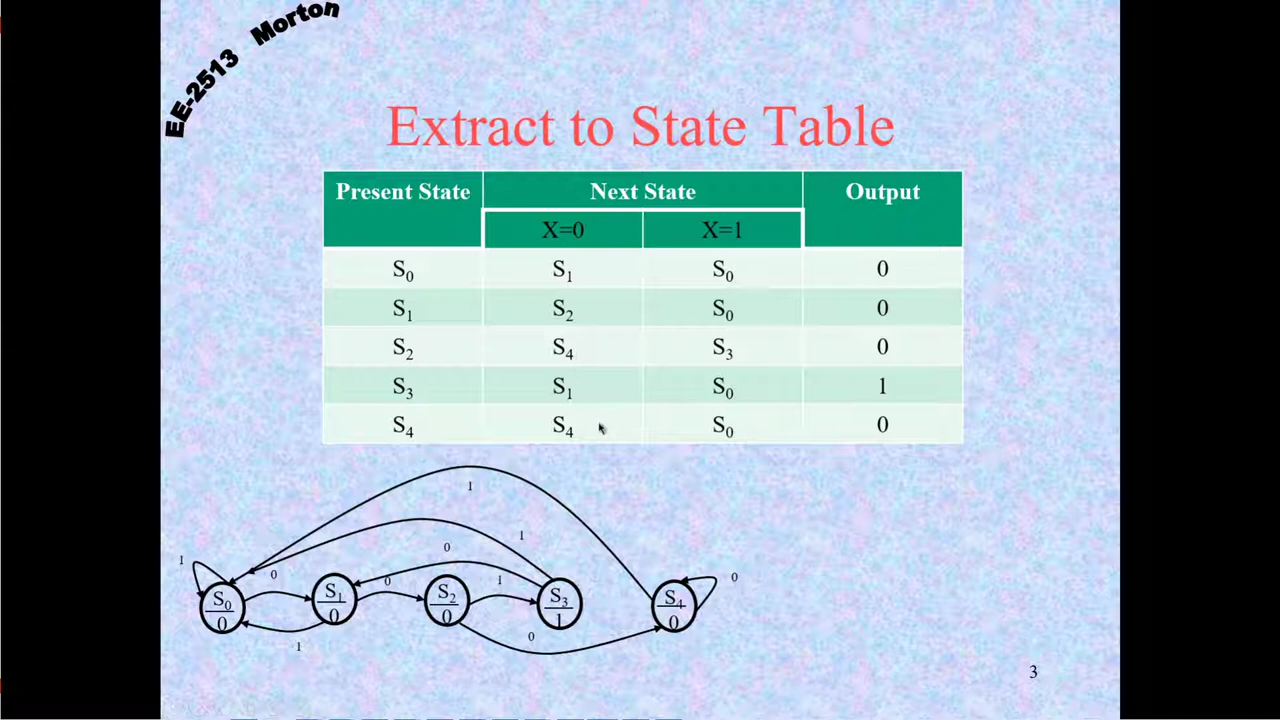 EE-2513 Morton
Extract to State Table
Present State Next State Output
X=0 X=1
S0 S1 S0 0
S1 S2 S0 0
S2 S4 S3 0
S3 S1 S0 1
S4 S4 S0 0
1
1
0
1
0
0
1
0
S0 S1 S2 S3 S4
0 0 0 1 0
0
1
3